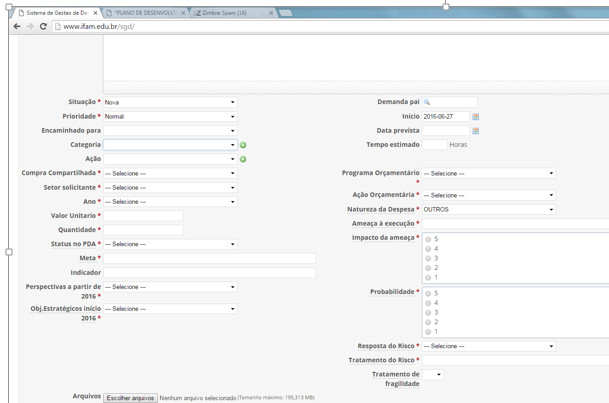 Sistema de Gestão de De
*PLANO DE DESENVOLVI
Zimbra: Spam (16)
www.ifam.edu.br/sgd/
Situação * Nova
Demanda pai
Prioridade * Normal
Início 2016-06-27
Encaminhado para
Data prevista
Categoria
Tempo estimado Horas
Ação
Compra Compartilhada * --- Selecione ---
Programa Orçamentário --- Selecione ---
*
Setor solicitante * --- Selecione ---
Ação Orçamentária * --- Selecione ---
Ano * --- Selecione ---
Natureza da Despesa * OUTROS
Valor Unitario *
Ameaça à execução *
Quantidade *
Status no PDA * --- Selecione ---
Impacto da ameaça *
5
4
3
2
1
Meta *
Indicador
Perspectivas a partir de
2016 *
--- Selecione ---
Probabilidade *
5
4
3
2
1
Obj.Estratégicos início
2016 *
--- Selecione ---
Resposta do Risco * --- Selecione ---
Tratamento do Risco *
Tratamento de
fragilidade
Arquivos Escolher arquivos Nenhum arquivo selecionado (Tamanho máximo: 195,313 MB)